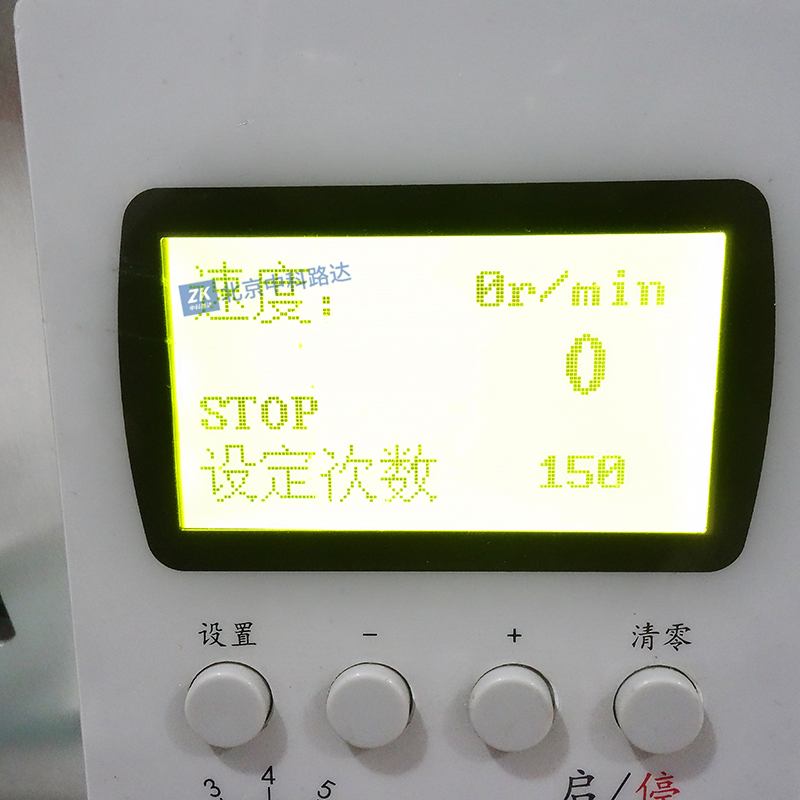 速度: 0r/min
ZK 北京中科路达
0
STOP
设定次数 150
设置 - + 清零
3 4 5 启/停